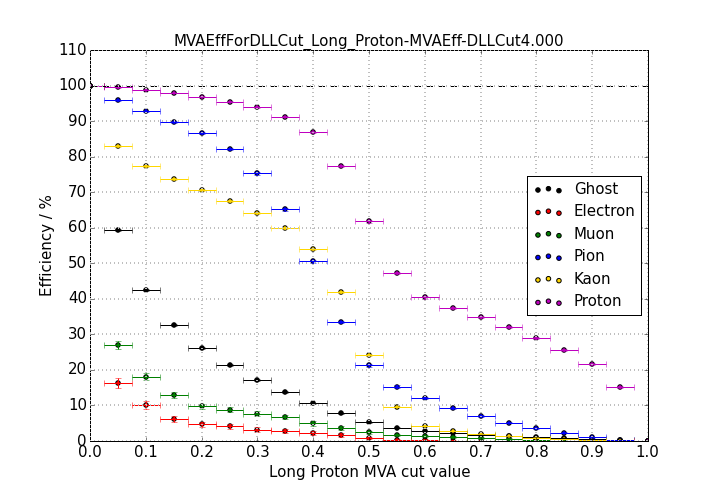 MVAEffForDLLCut_Long_Proton-MVAEff-DLLCut4.000
110
100
90
80
70
60
50
40
30
20
10
0
Efficiency / %
Ghost
Electron
Muon
Pion
Kaon
Proton
0.0 0.1 0.2 0.3 0.4 0.5 0.6 0.7 0.8 0.9 1.0
Long Proton MVA cut value